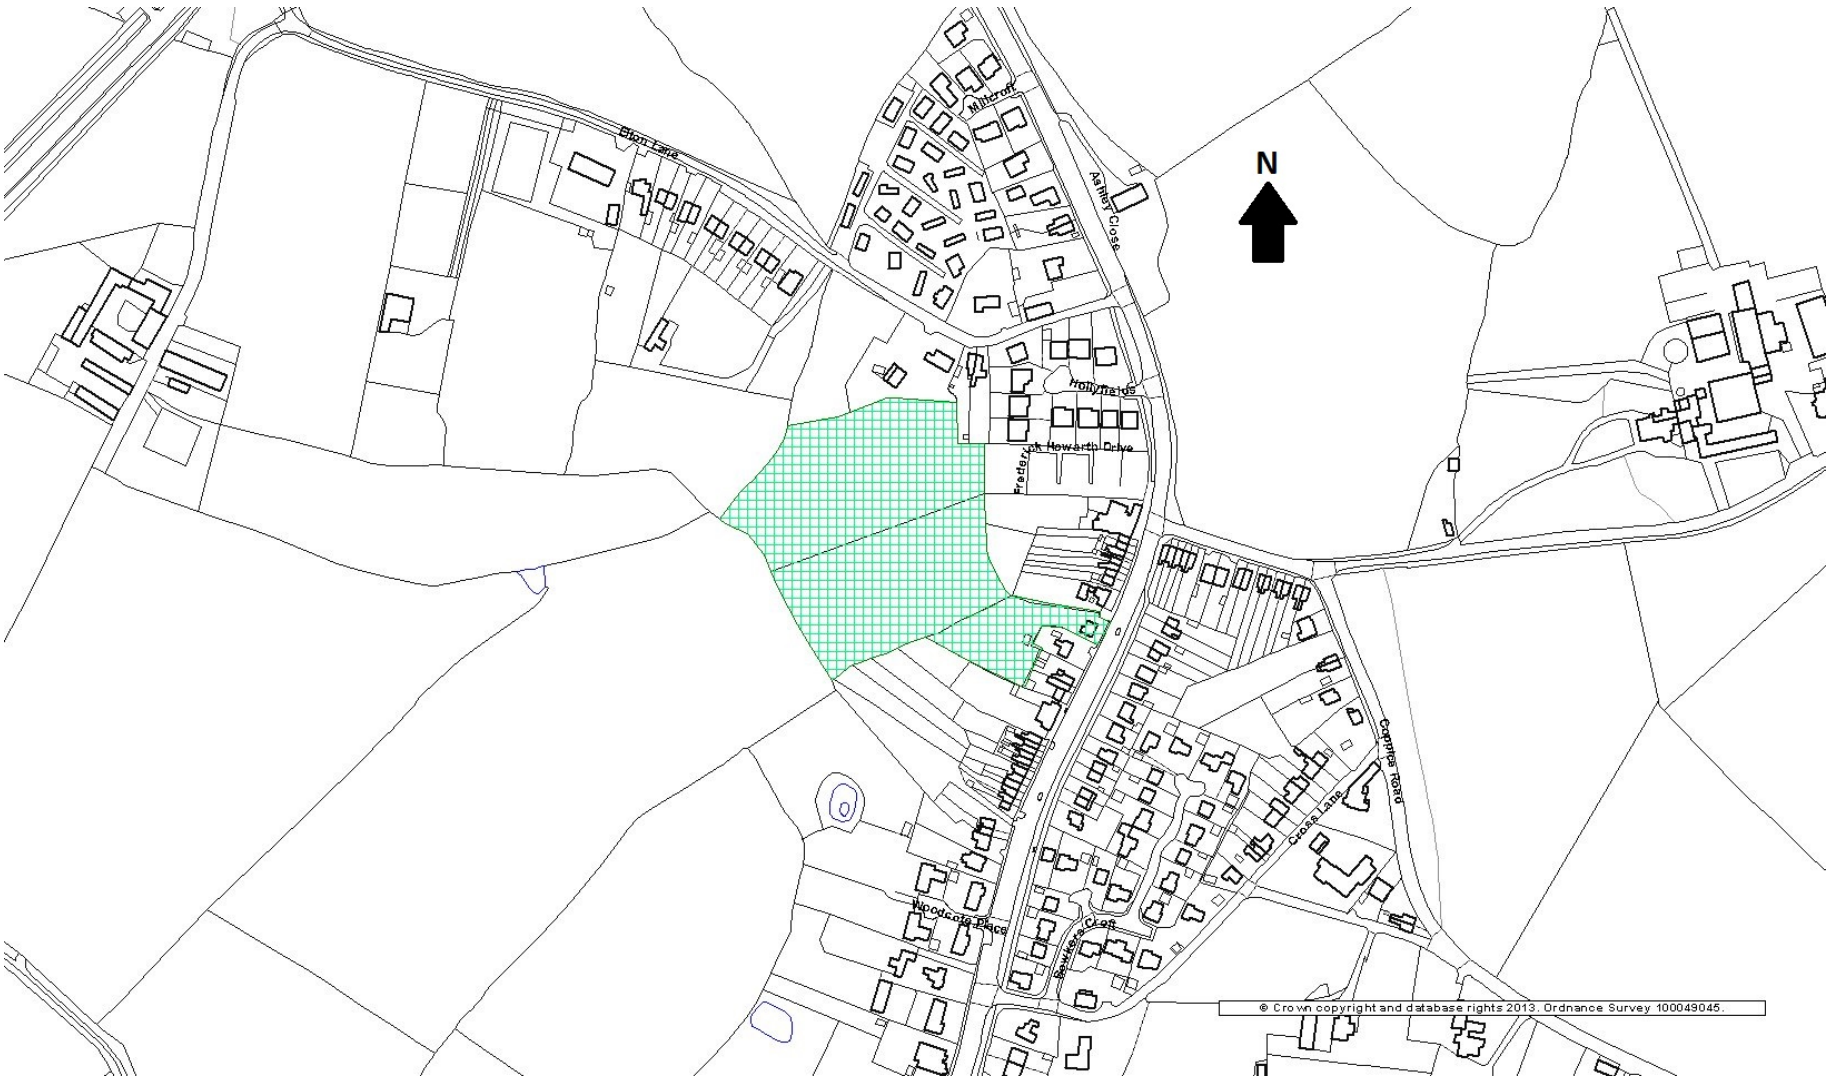 Millcroft
Elton Lane
N
Ashley Close
Hollyfields
Frederick Howarth Drive
Coppice Road
Cross Lane
Woodcote Place
Bowkers Croft
© Crown copyright and database rights 2013. Ordnance Survey 100049045.